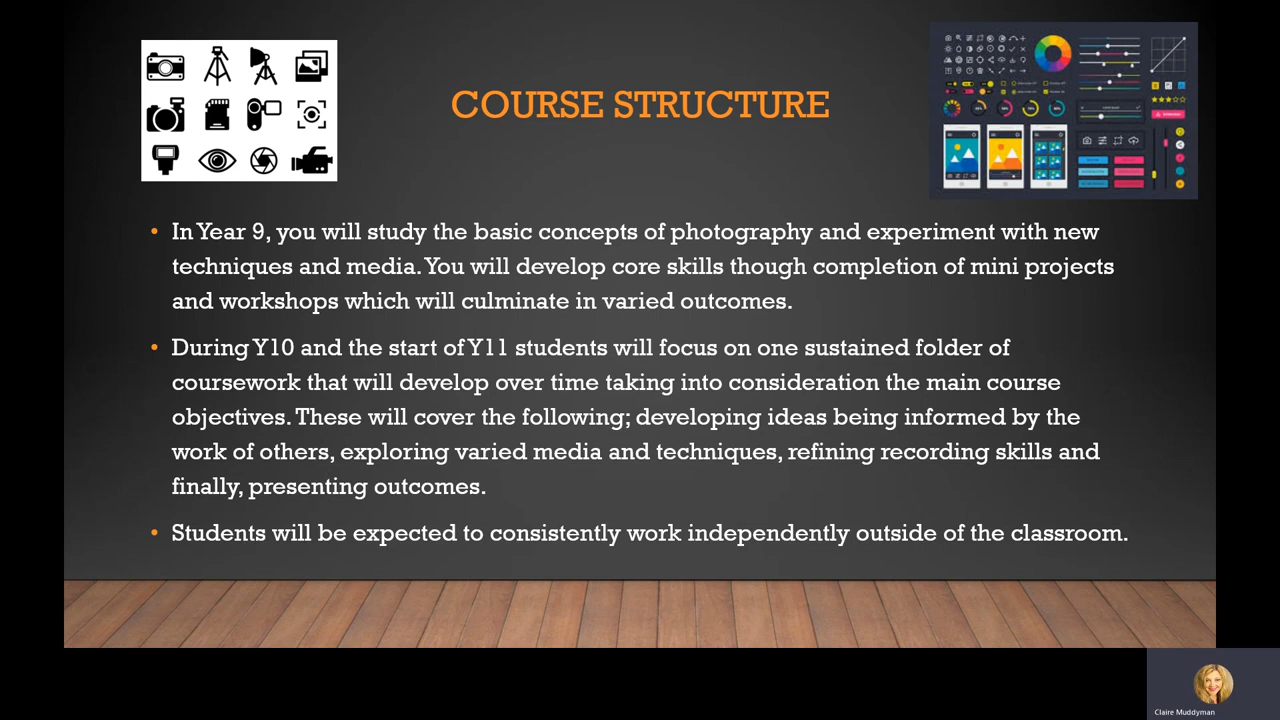 COURSE STRUCTURE
• In Year 9, you will study the basic concepts of photography and experiment with new
techniques and media. You will develop core skills though completion of mini projects
and workshops which will culminate in varied outcomes.
• During Y10 and the start of Y11 students will focus on one sustained folder of
coursework that will develop over time taking into consideration the main course
objectives. These will cover the following; developing ideas being informed by the
work of others, exploring varied media and techniques, refining recording skills and
finally, presenting outcomes.
• Students will be expected to consistently work independently outside of the classroom.
Claire Muddyman